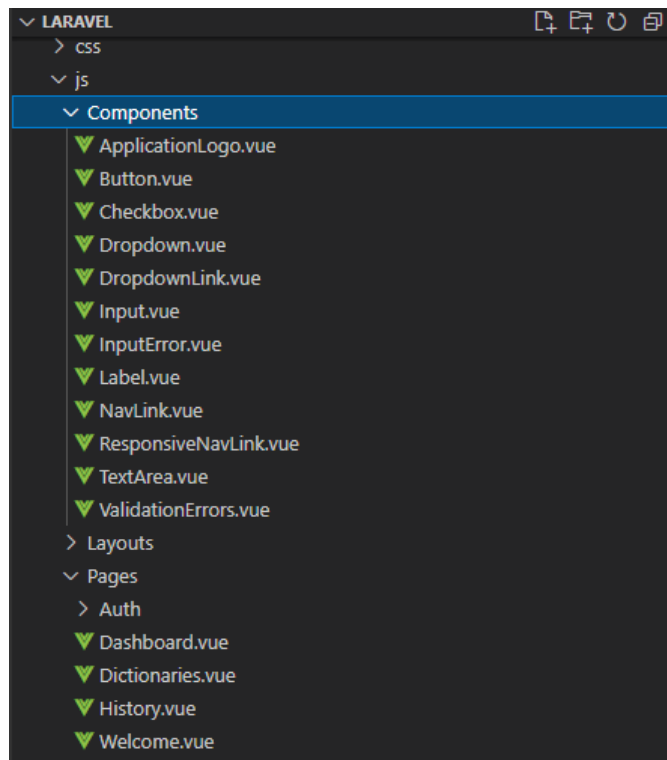 LARAVEL
css
js
Components
ApplicationLogo.vue
Button.vue
Checkbox.vue
Dropdown.vue
DropdownLink.vue
Input.vue
InputError.vue
Label.vue
NavLink.vue
ResponsiveNavLink.vue
TextArea.vue
ValidationErrors.vue
Layouts
Pages
Auth
Dashboard.vue
Dictionaries.vue
History.vue
Welcome.vue